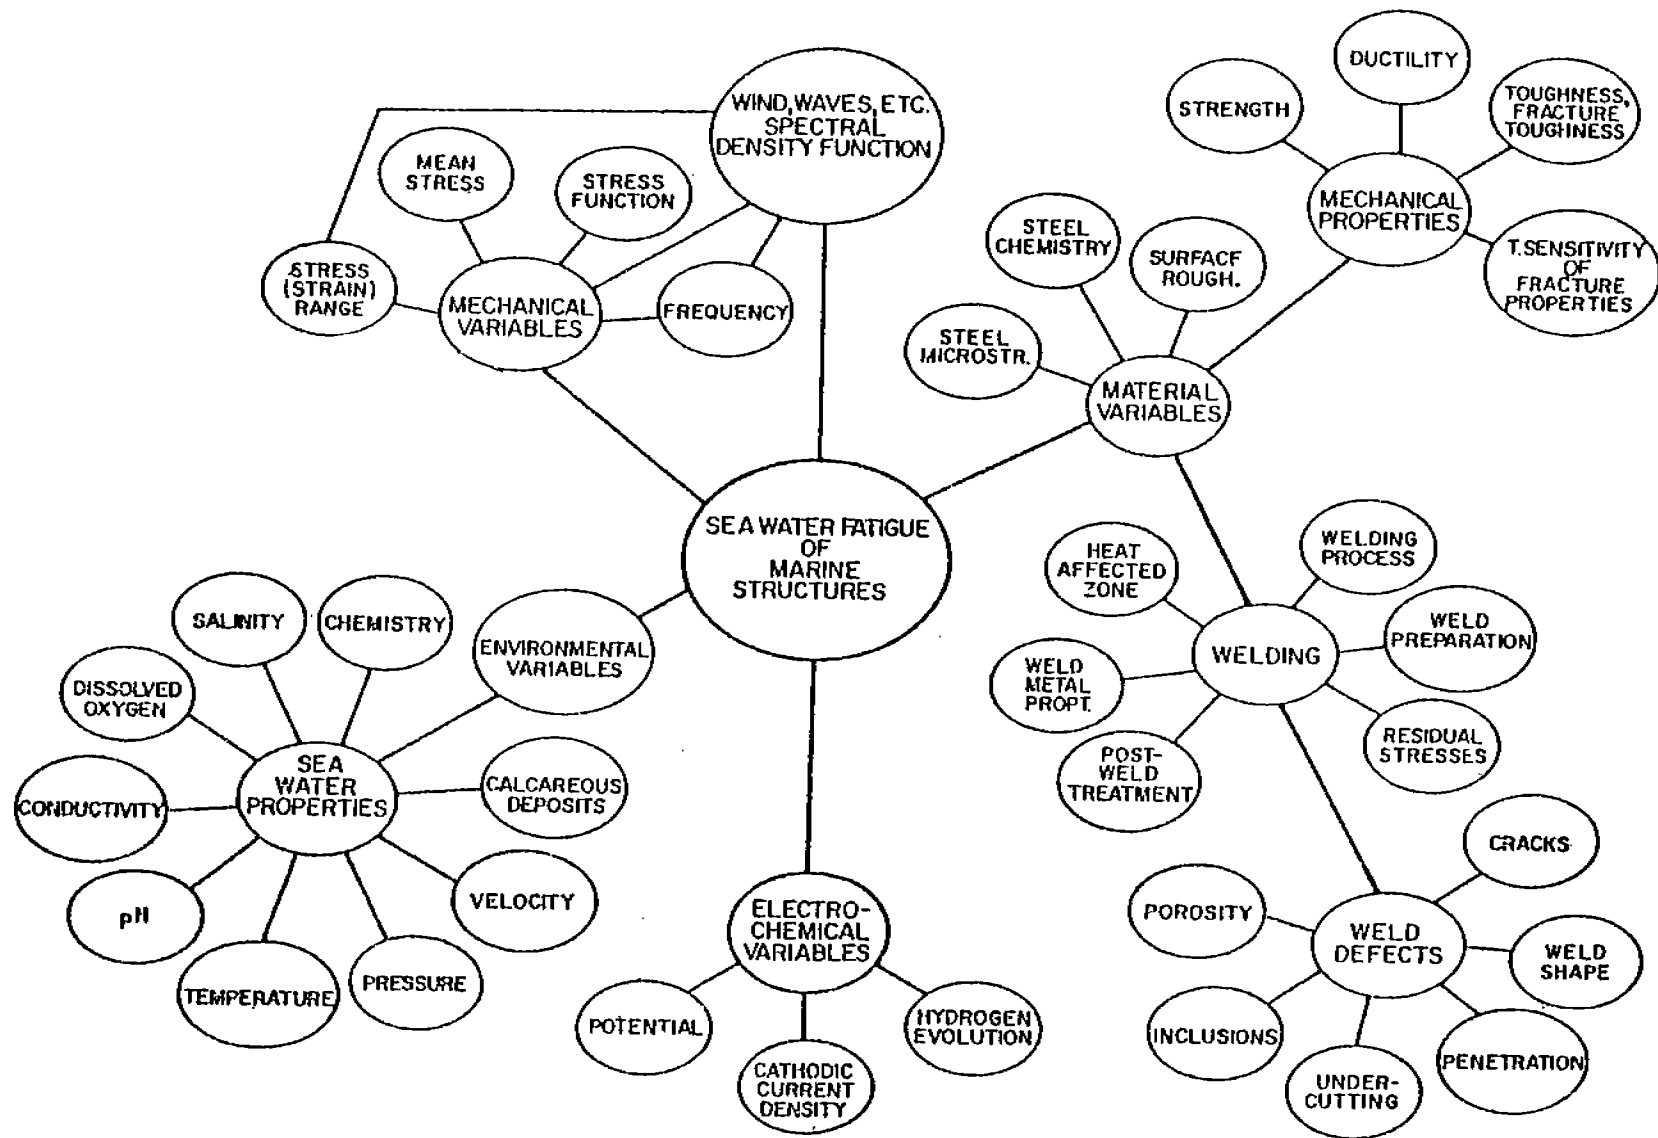 WIND, WAVES, ETC.
SPECTRAL
DENSITY FUNCTION
MEAN
STRESS
STRESS
FUNCTION
STRESS
(STRAIN)
RANGE
MECHANICAL
VARIABLES
FREQUENCY
DUCTILITY
STRENGTH
TOUGHNESS,
FRACTURE
TOUGHNESS
MECHANICAL
PROPERTIES
T. SENSITIVITY
OF
FRACTURE
PROPERTIES
STEEL
CHEMISTRY
SURFACE
ROUGH.
STEEL
MICROSTR.
MATERIAL
VARIABLES
SEA WATER FATIGUE
OF
MARINE
STRUCTURES
HEAT
AFFECTED
ZONE
WELDING
PROCESS
WELD
PREPARATION
WELDING
WELD
METAL
PROPT.
RESIDUAL
STRESSES
POST-
WELD
TREATMENT
SALINITY
CHEMISTRY
ENVIRONMENTAL
VARIABLES
DISSOLVED
OXYGEN
SEA
WATER
PROPERTIES
CALCAREOUS
DEPOSITS
CONDUCTIVITY
VELOCITY
pH
TEMPERATURE
PRESSURE
ELECTRO-
CHEMICAL
VARIABLES
POTENTIAL
HYDROGEN
EVOLUTION
CATHODIC
CURRENT
DENSITY
CRACKS
POROSITY
WELD
DEFECTS
WELD
SHAPE
INCLUSIONS
PENETRATION
UNDER-
CUTTING